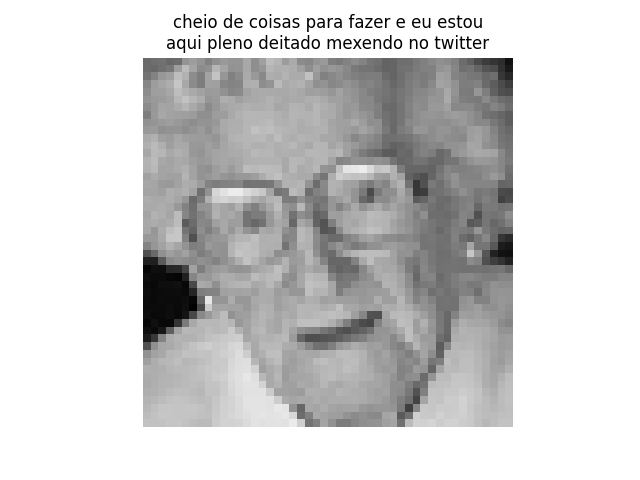 cheio de coisas para fazer e eu estou
aqui pleno deitado mexendo no twitter